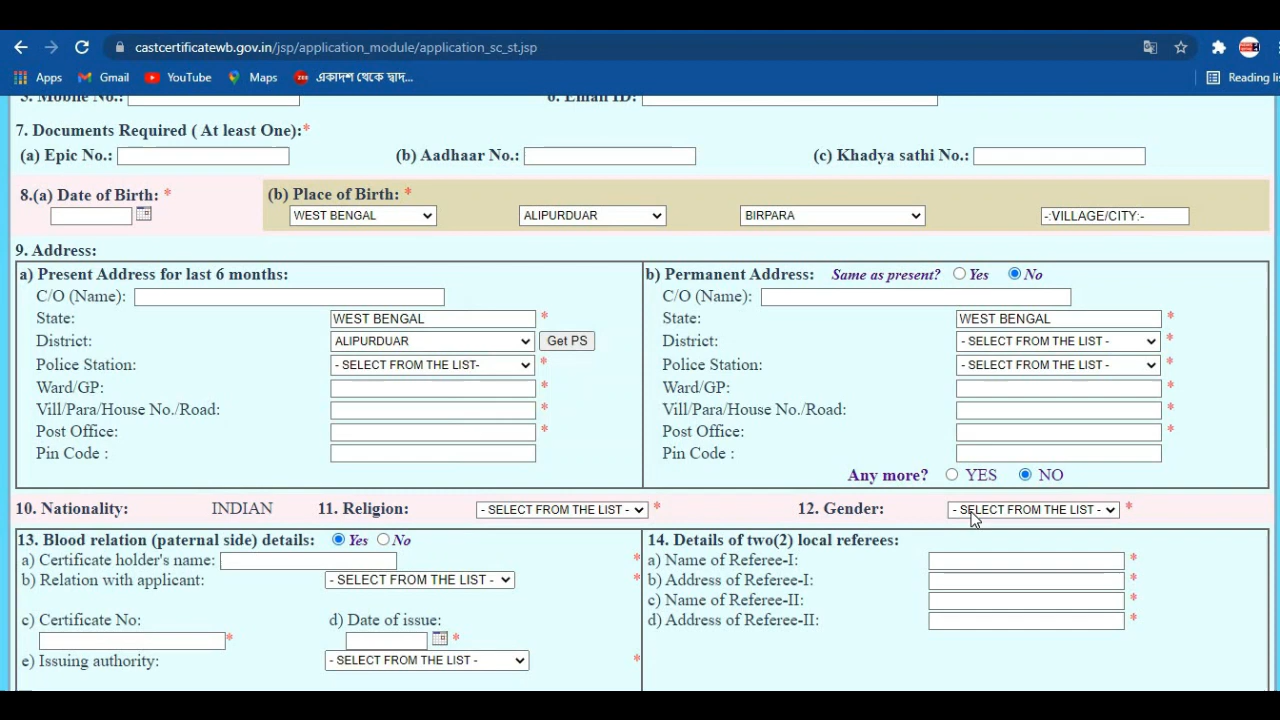 castcertificatewb.gov.in/jsp/application_module/application_sc_st.jsp
Apps Gmail YouTube Maps একাদশ থেকে দ্বাদ... Reading lis
5. Mobile No.: 6. Email ID:
7. Documents Required ( At least One):*
(a) Epic No.: (b) Aadhaar No.: (c) Khadya sathi No.:
8.(a) Date of Birth: * (b) Place of Birth: *
WEST BENGAL ALIPURDUAR BIRPARA -:VILLAGE/CITY:-
9. Address:
a) Present Address for last 6 months:
C/O (Name):
State: WEST BENGAL *
District: ALIPURDUAR Get PS
Police Station: - SELECT FROM THE LIST- *
Ward/GP: *
Vill/Para/House No./Road: *
Post Office: *
Pin Code :
b) Permanent Address: Same as present? Yes No
C/O (Name):
State: WEST BENGAL *
District: - SELECT FROM THE LIST - *
Police Station: - SELECT FROM THE LIST - *
Ward/GP: *
Vill/Para/House No./Road: *
Post Office: *
Pin Code :
Any more? YES NO
10. Nationality: INDIAN 11. Religion: - SELECT FROM THE LIST - * 12. Gender: - SELECT FROM THE LIST - *
13. Blood relation (paternal side) details: Yes No
a) Certificate holder's name: *
b) Relation with applicant: - SELECT FROM THE LIST - *
c) Certificate No: d) Date of issue:
* *
e) Issuing authority: - SELECT FROM THE LIST - *
14. Details of two(2) local referees:
a) Name of Referee-I: *
b) Address of Referee-I: *
c) Name of Referee-II: *
d) Address of Referee-II: *